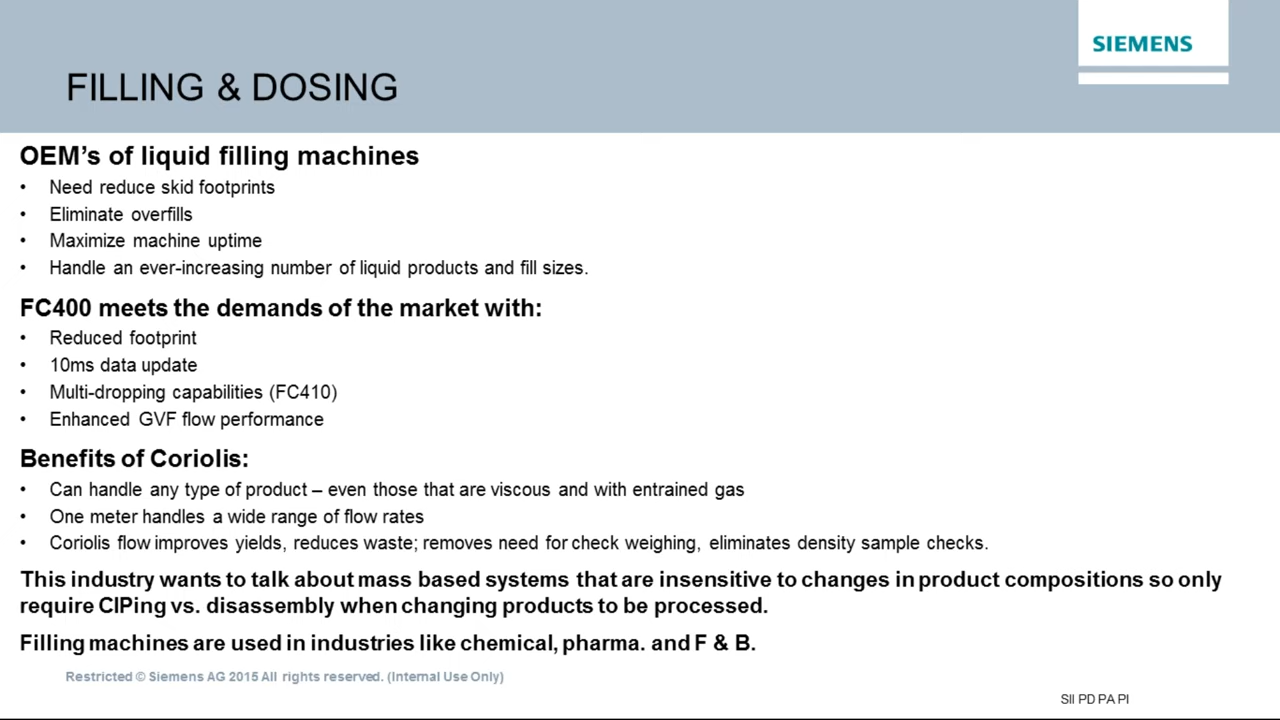 SIEMENS
FILLING & DOSING
OEM's of liquid filling machines
• Need reduce skid footprints
• Eliminate overfills
• Maximize machine uptime
• Handle an ever-increasing number of liquid products and fill sizes.
FC400 meets the demands of the market with:
• Reduced footprint
• 10ms data update
• Multi-dropping capabilities (FC410)
• Enhanced GVF flow performance
Benefits of Coriolis:
• Can handle any type of product – even those that are viscous and with entrained gas
• One meter handles a wide range of flow rates
• Coriolis flow improves yields, reduces waste; removes need for check weighing, eliminates density sample checks.
This industry wants to talk about mass based systems that are insensitive to changes in product compositions so only
require CIPing vs. disassembly when changing products to be processed.
Filling machines are used in industries like chemical, pharma. and F & B.
Restricted © Siemens AG 2015 All rights reserved. (Internal Use Only)
SII PD PA PI